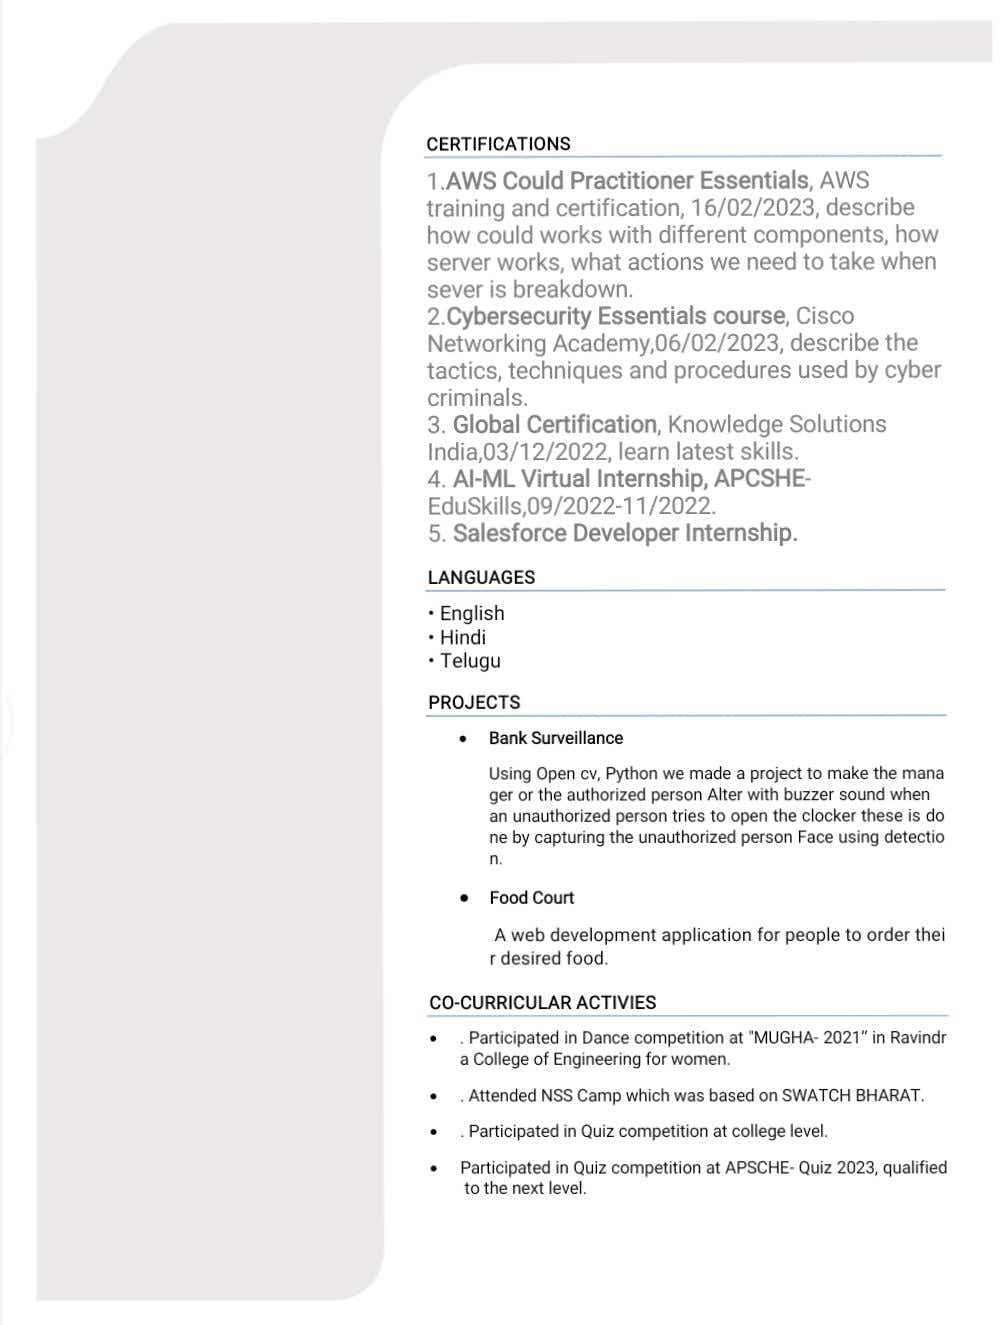 CERTIFICATIONS
1.AWS Could Practitioner Essentials, AWS
training and certification, 16/02/2023, describe
how could works with different components, how
server works, what actions we need to take when
sever is breakdown.
2.Cybersecurity Essentials course, Cisco
Networking Academy,06/02/2023, describe the
tactics, techniques and procedures used by cyber
criminals.
3. Global Certification, Knowledge Solutions
India,03/12/2022, learn latest skills.
4. AI-ML Virtual Internship, APCSHE-
EduSkills,09/2022-11/2022.
5. Salesforce Developer Internship.
LANGUAGES
• English
• Hindi
• Telugu
PROJECTS
• Bank Surveillance
Using Open cv, Python we made a project to make the mana
ger or the authorized person Alter with buzzer sound when
an unauthorized person tries to open the clocker these is do
ne by capturing the unauthorized person Face using detectio
n.
• Food Court
A web development application for people to order thei
r desired food.
CO-CURRICULAR ACTIVIES
• . Participated in Dance competition at "MUGHA- 2021” in Ravindr
a College of Engineering for women.
• . Attended NSS Camp which was based on SWATCH BHARAT.
• . Participated in Quiz competition at college level.
• Participated in Quiz competition at APSCHE- Quiz 2023, qualified
to the next level.